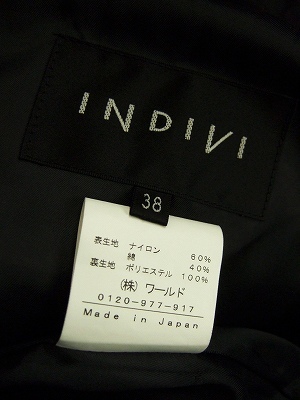 INDIVI
38
表生地 ナイロン 60%
綿 40%
裏生地 ポリエステル 100%
(株) ワールド
0120-977-917
Made in Japan